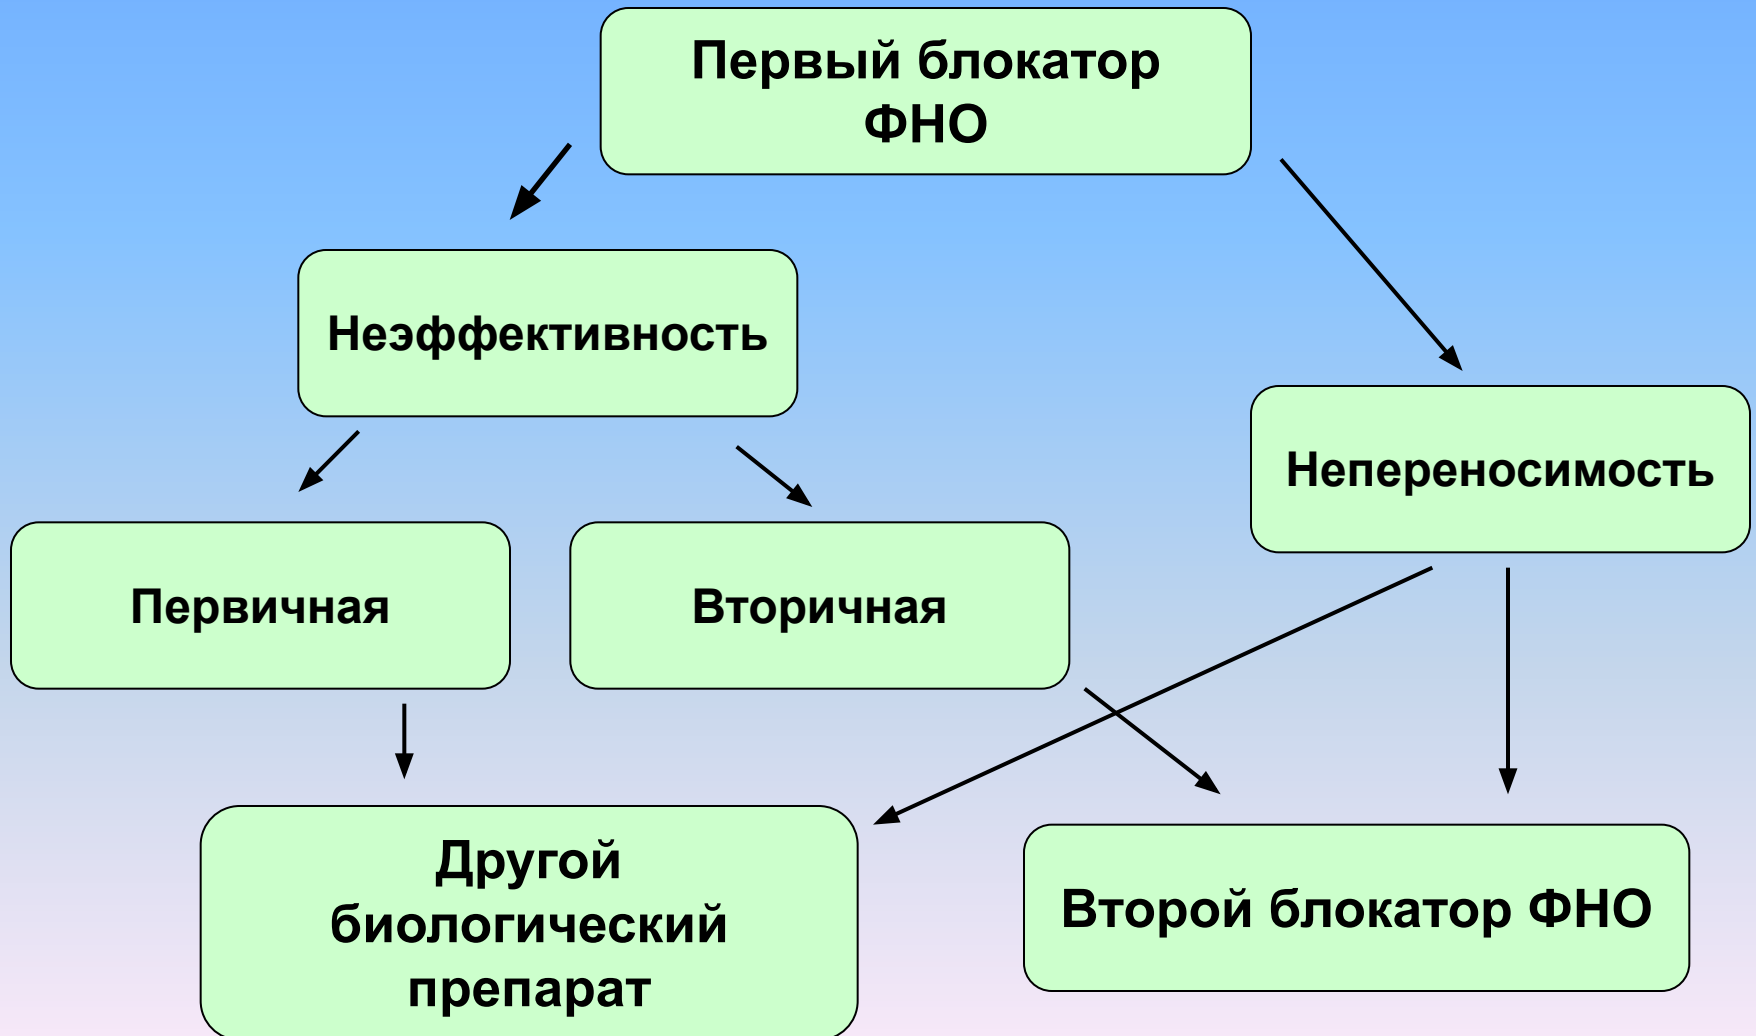 Первый блокатор
ФНО
Неэффективность
Непереносимость
Первичная
Вторичная
Другой
биологический
препарат
Второй блокатор ФНО